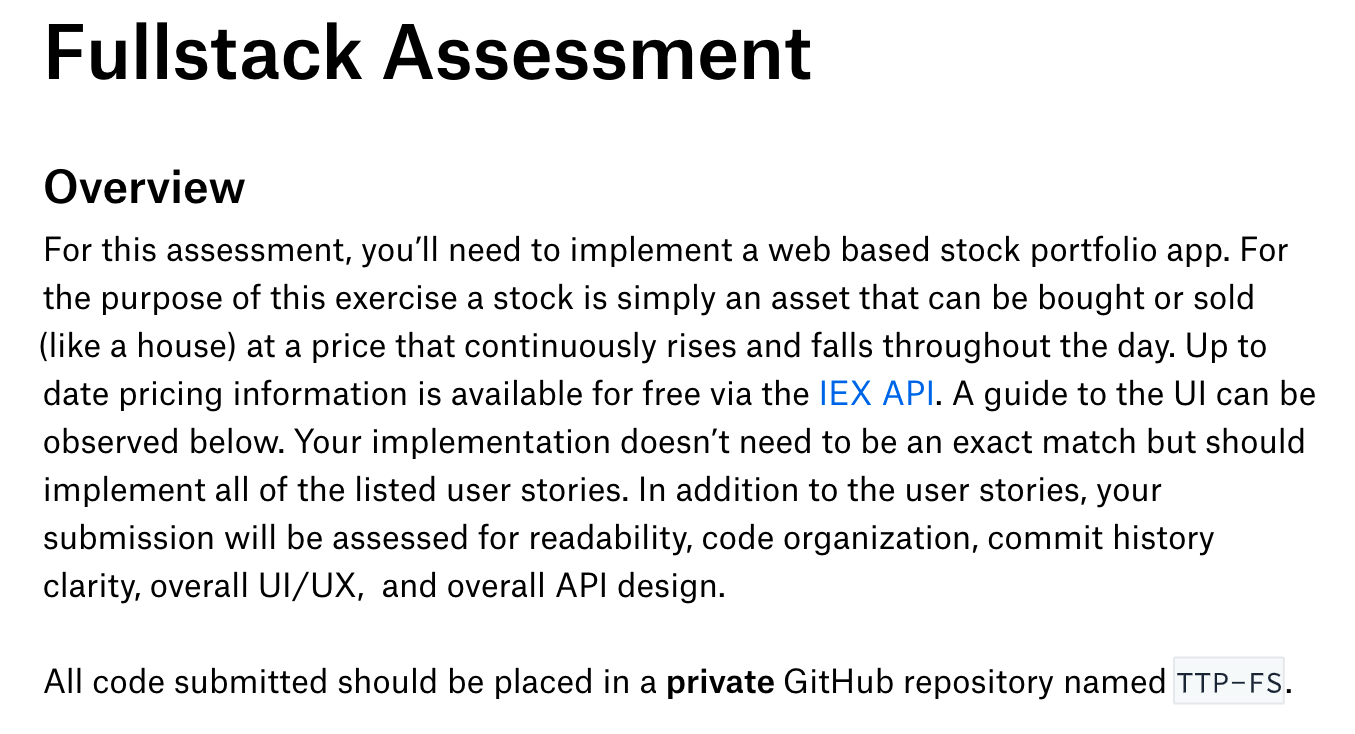 Fullstack Assessment
Overview
For this assessment, you’ll need to implement a web based stock portfolio app. For
the purpose of this exercise a stock is simply an asset that can be bought or sold
(like a house) at a price that continuously rises and falls throughout the day. Up to
date pricing information is available for free via the IEX API. A guide to the UI can be
observed below. Your implementation doesn’t need to be an exact match but should
implement all of the listed user stories. In addition to the user stories, your
submission will be assessed for readability, code organization, commit history
clarity, overall UI/UX,  and overall API design.
All code submitted should be placed in a private GitHub repository named TTP-FS.